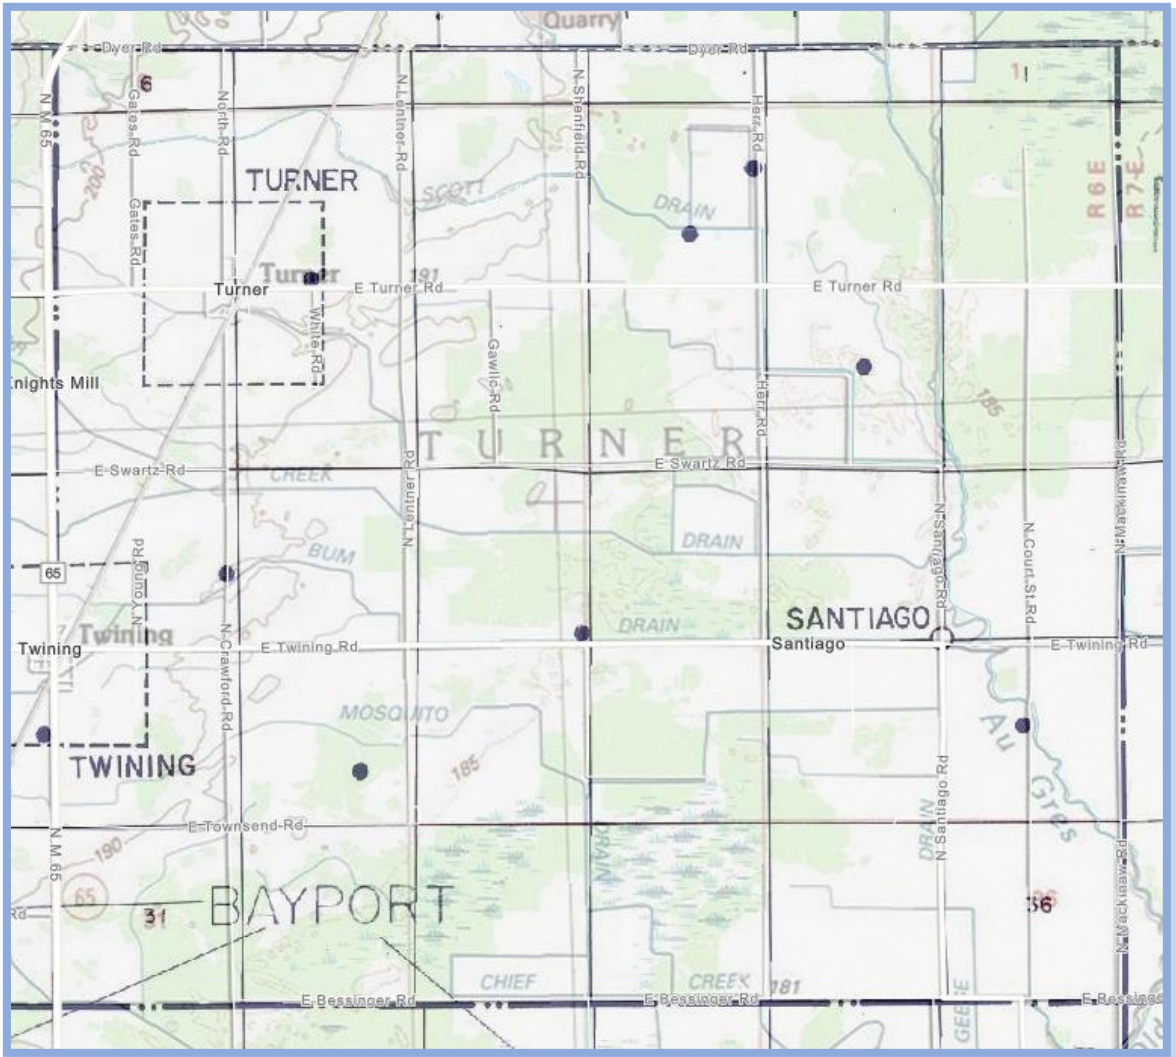 Quarry
Dyer Rd
Dyer Rd
6
1
N M 65
Gates Rd
North Rd
N Lentner Rd
N Shenfield Rd
Herr Rd
200
TURNER
SCOTT
DRAIN
R 6 E
R 7 E
Gates Rd
Turner
191
Turner
E Turner Rd
E Turner Rd
White Rd
Gawlic Rd
Knights Mill
Herr Rd
185
TURNER
E Swartz Rd
CREEK
E Swartz Rd
N Lentner Rd
N Mackinaw Rd
BUM
DRAIN
N Santiago Rd
N Court St Rd
65
N Young Rd
Twining
DRAIN
SANTIAGO
Twining
E Twining Rd
Santiago
E Twining Rd
N Crawford Rd
MOSQUITO
Au
Gres
TWINING
185
N Santiago Rd
DRAIN
E Townsend Rd
190
N M 65
DRAIN
N Mackinaw Rd
65
31
BAYPORT
36
Rd
CHIEF
CREEK
181
E Bessinger Rd
E Bessinger Rd
E Bessing